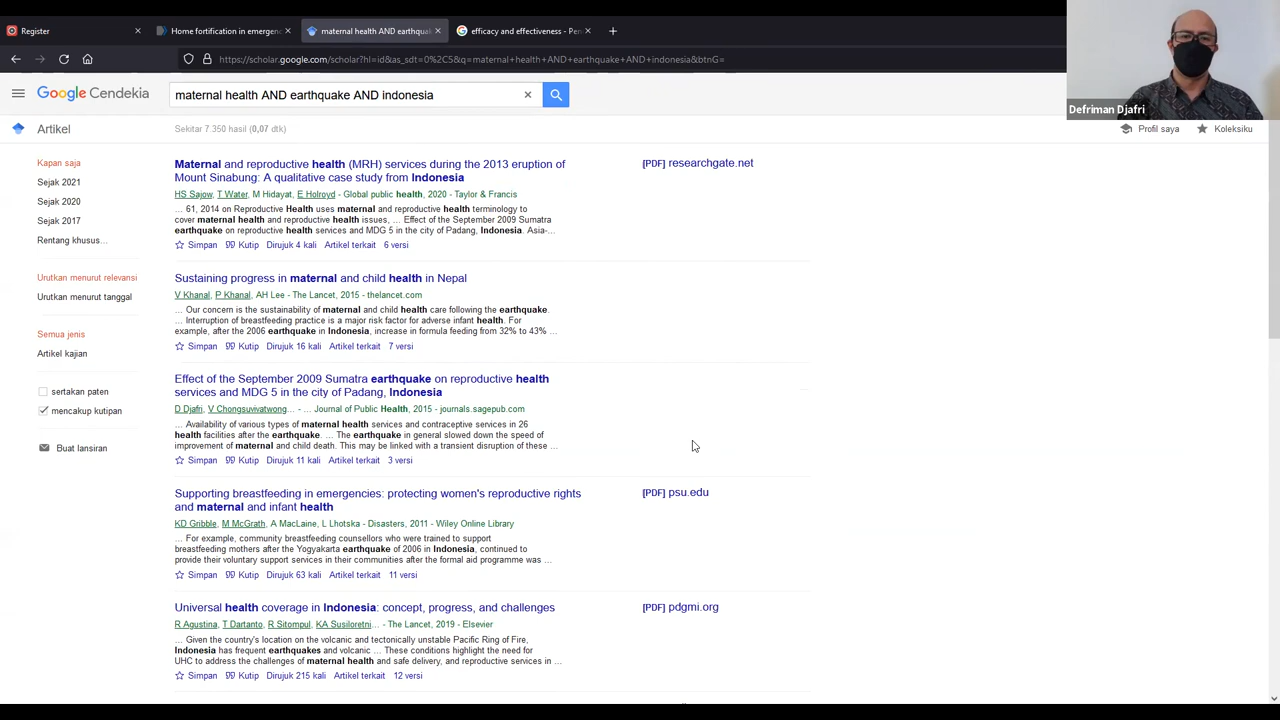 Register
Home fortification in emergenc
maternal health AND earthqua
efficacy and effectiveness - Pen
https://scholar.google.com/scholar?hl=id&as_sdt=0%2C5&q=maternal+health+AND+earthquake+AND+indonesia&btnG=
Defriman Djafri
Google Cendekia
maternal health AND earthquake AND indonesia
Artikel
Sekitar 7.350 hasil (0,07 dtk)
Profil saya
Koleksiku
Kapan saja
Sejak 2021
Sejak 2020
Sejak 2017
Rentang khusus...
Urutkan menurut relevansi
Urutkan menurut tanggal
Semua jenis
Artikel kajian
sertakan paten
mencakup kutipan
Buat lansiran
Maternal and reproductive health (MRH) services during the 2013 eruption of
Mount Sinabung: A qualitative case study from Indonesia
[PDF] researchgate.net
HS Sajow, T Water, M Hidayat, E Holroyd - Global public health, 2020 - Taylor & Francis
... 61, 2014 on Reproductive Health uses maternal and reproductive health terminology to
cover maternal health and reproductive health issues, ... Effect of the September 2009 Sumatra
earthquake on reproductive health services and MDG 5 in the city of Padang, Indonesia. Asia-...
Simpan Kutip Dirujuk 4 kali Artikel terkait 6 versi
Sustaining progress in maternal and child health in Nepal
V Khanal, P Khanal, AH Lee - The Lancet, 2015 - thelancet.com
... Our concern is the sustainability of maternal and child health care following the earthquake.
... Interruption of breastfeeding practice is a major risk factor for adverse infant health. For
example, after the 2006 earthquake in Indonesia, increase in formula feeding from 32% to 43% ...
Simpan Kutip Dirujuk 16 kali Artikel terkait 7 versi
Effect of the September 2009 Sumatra earthquake on reproductive health
services and MDG 5 in the city of Padang, Indonesia
D Djafri, V Chongsuvivatwong... - ... Journal of Public Health, 2015 - journals.sagepub.com
... Availability of various types of maternal health services and contraceptive services in 26
health facilities after the earthquake. ... The earthquake in general slowed down the speed of
improvement of maternal and child death. This may be linked with a transient disruption of these ...
Simpan Kutip Dirujuk 11 kali Artikel terkait 3 versi
Supporting breastfeeding in emergencies: protecting women's reproductive rights
and maternal and infant health
[PDF] psu.edu
KD Gribble, M McGrath, A MacLaine, L Lhotska - Disasters, 2011 - Wiley Online Library
... For example, community breastfeeding counsellors who were trained to support
breastfeeding mothers after the Yogyakarta earthquake of 2006 in Indonesia, continued to
provide their voluntary support services in their communities after the formal aid programme was ...
Simpan Kutip Dirujuk 63 kali Artikel terkait 11 versi
Universal health coverage in Indonesia: concept, progress, and challenges
[PDF] pdgmi.org
R Agustina, T Dartanto, R Sitompul, KA Susiloretni... - The Lancet, 2019 - Elsevier
... Given the country's location on the volcanic and tectonically unstable Pacific Ring of Fire,
Indonesia has frequent earthquakes and volcanic ... These conditions highlight the need for
UHC to address the challenges of maternal health and safe delivery, and reproductive services in ...
Simpan Kutip Dirujuk 215 kali Artikel terkait 12 versi